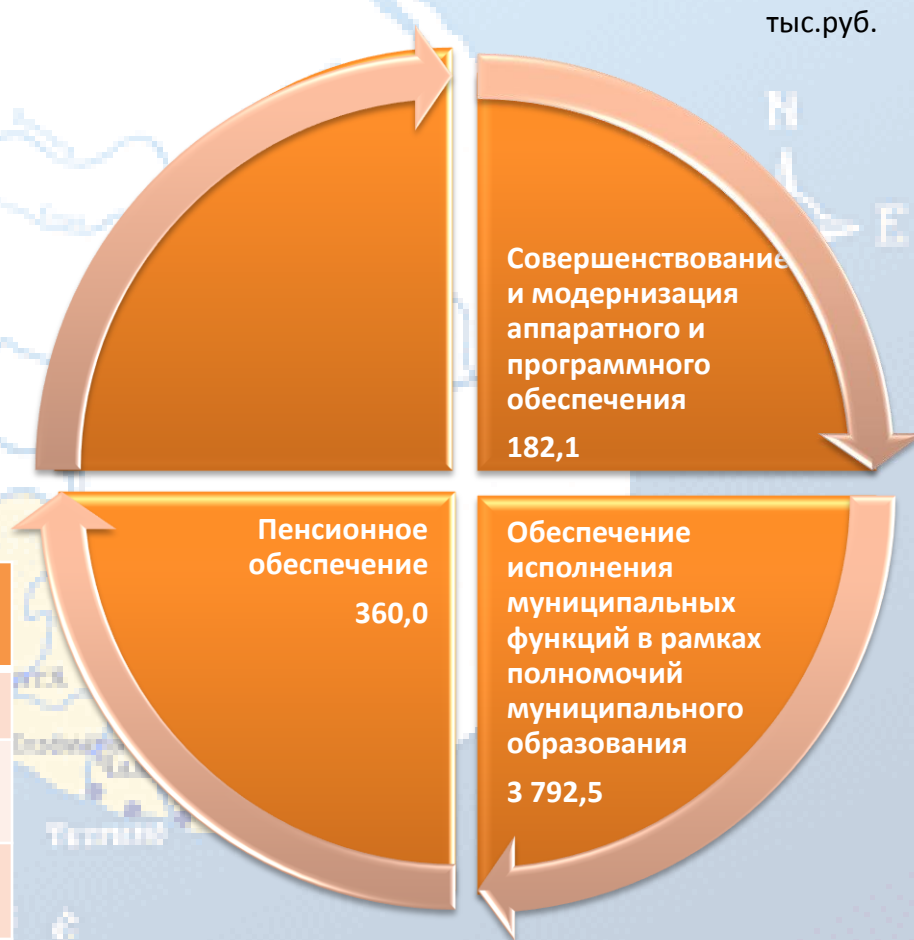 тыс.руб.
N
E
Совершенствование
и модернизация
аппаратного и
программного
обеспечения
182,1
Пенсионное
обеспечение
360,0
Обеспечение
исполнения
муниципальных
функций в рамках
полномочий
муниципального
образования
3 792,5